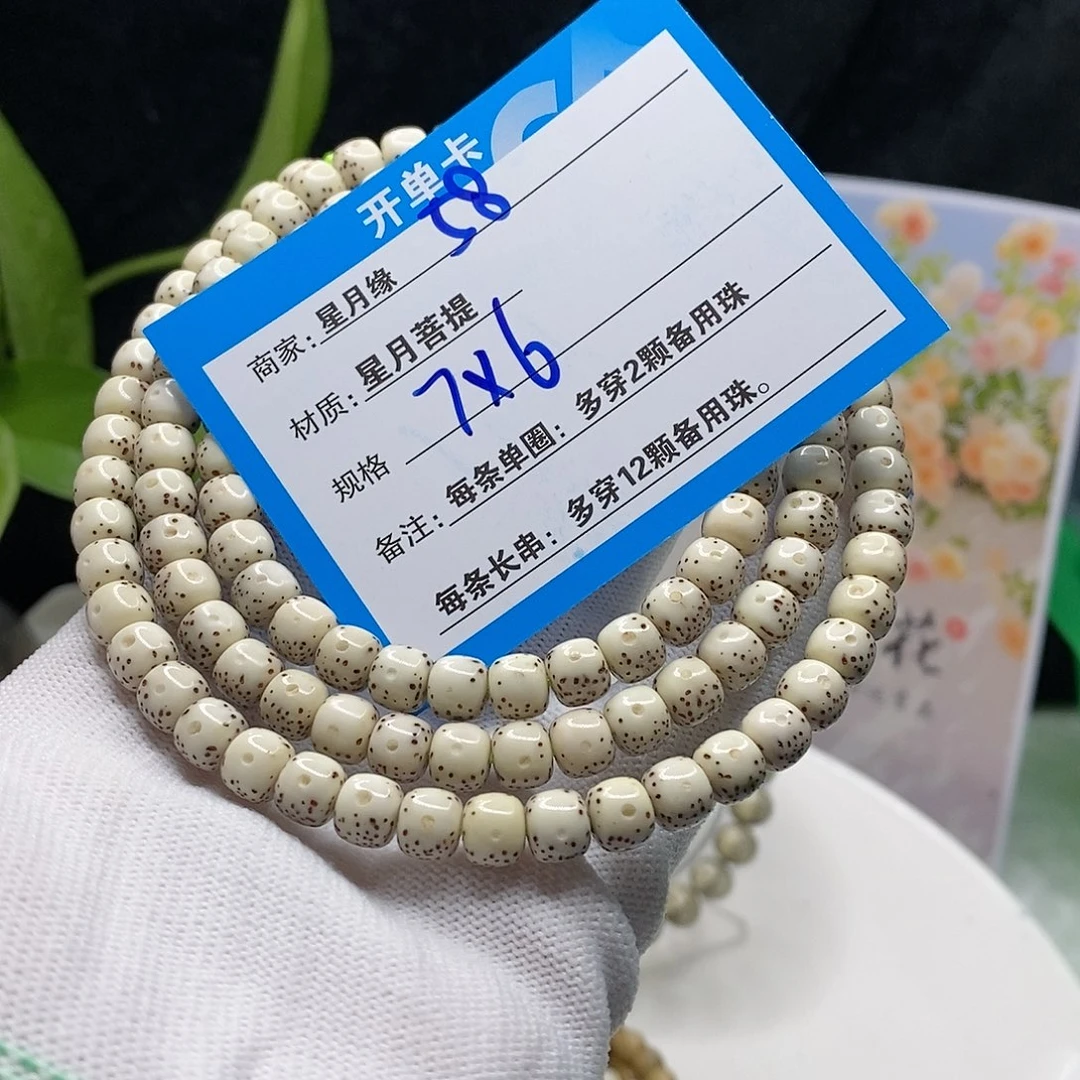 开单卡
85
商家：星月缘
材质：星月菩提
规格 7x6
备注：每条单圈：多穿2颗备用珠
每条长串：多穿12颗备用珠。
花